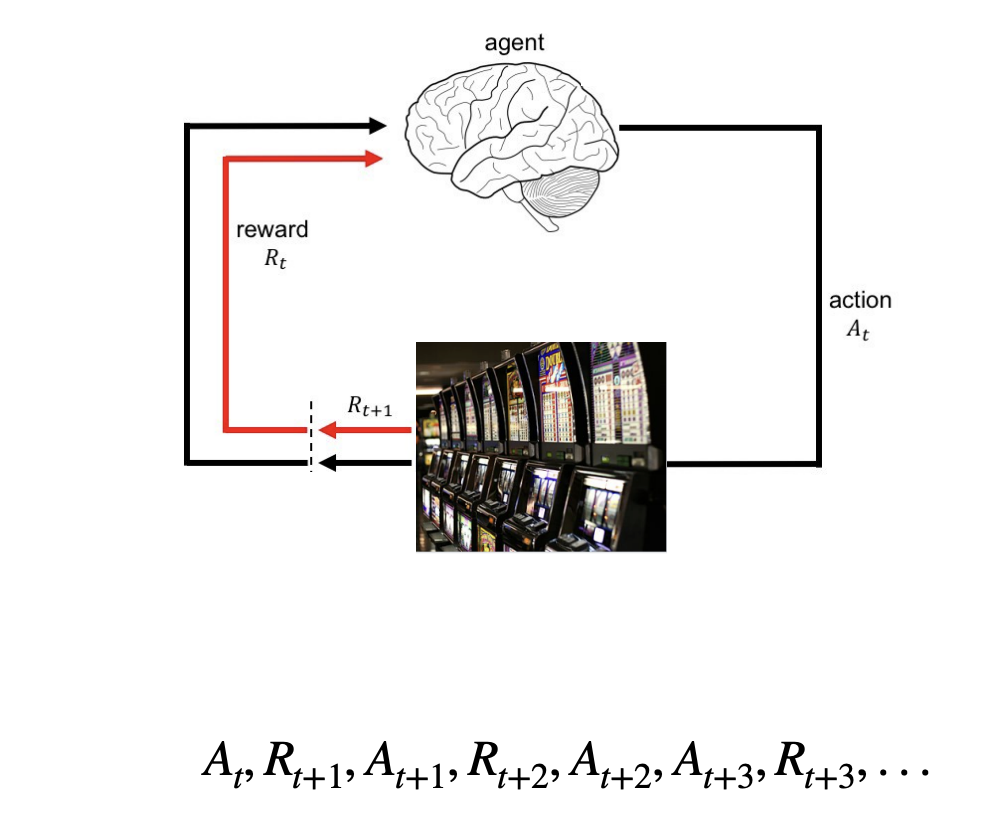 agent
reward
R_t
action
A_t
R_{t+1}
A_t, R_{t+1}, A_{t+1}, R_{t+2}, A_{t+2}, A_{t+3}, R_{t+3}, . . .